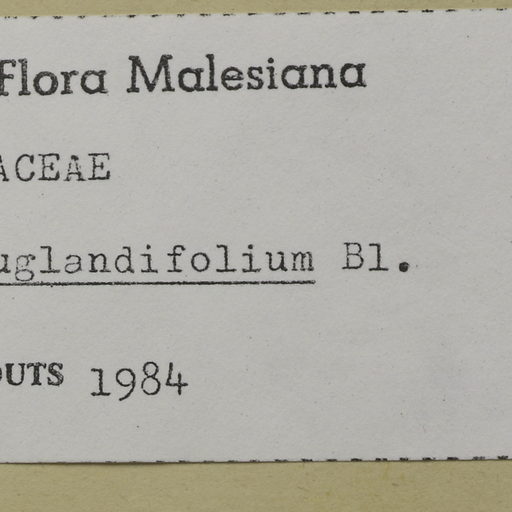 Flora Malesiana
ACEAE
uglandifolium Bl.
OUTS 1984